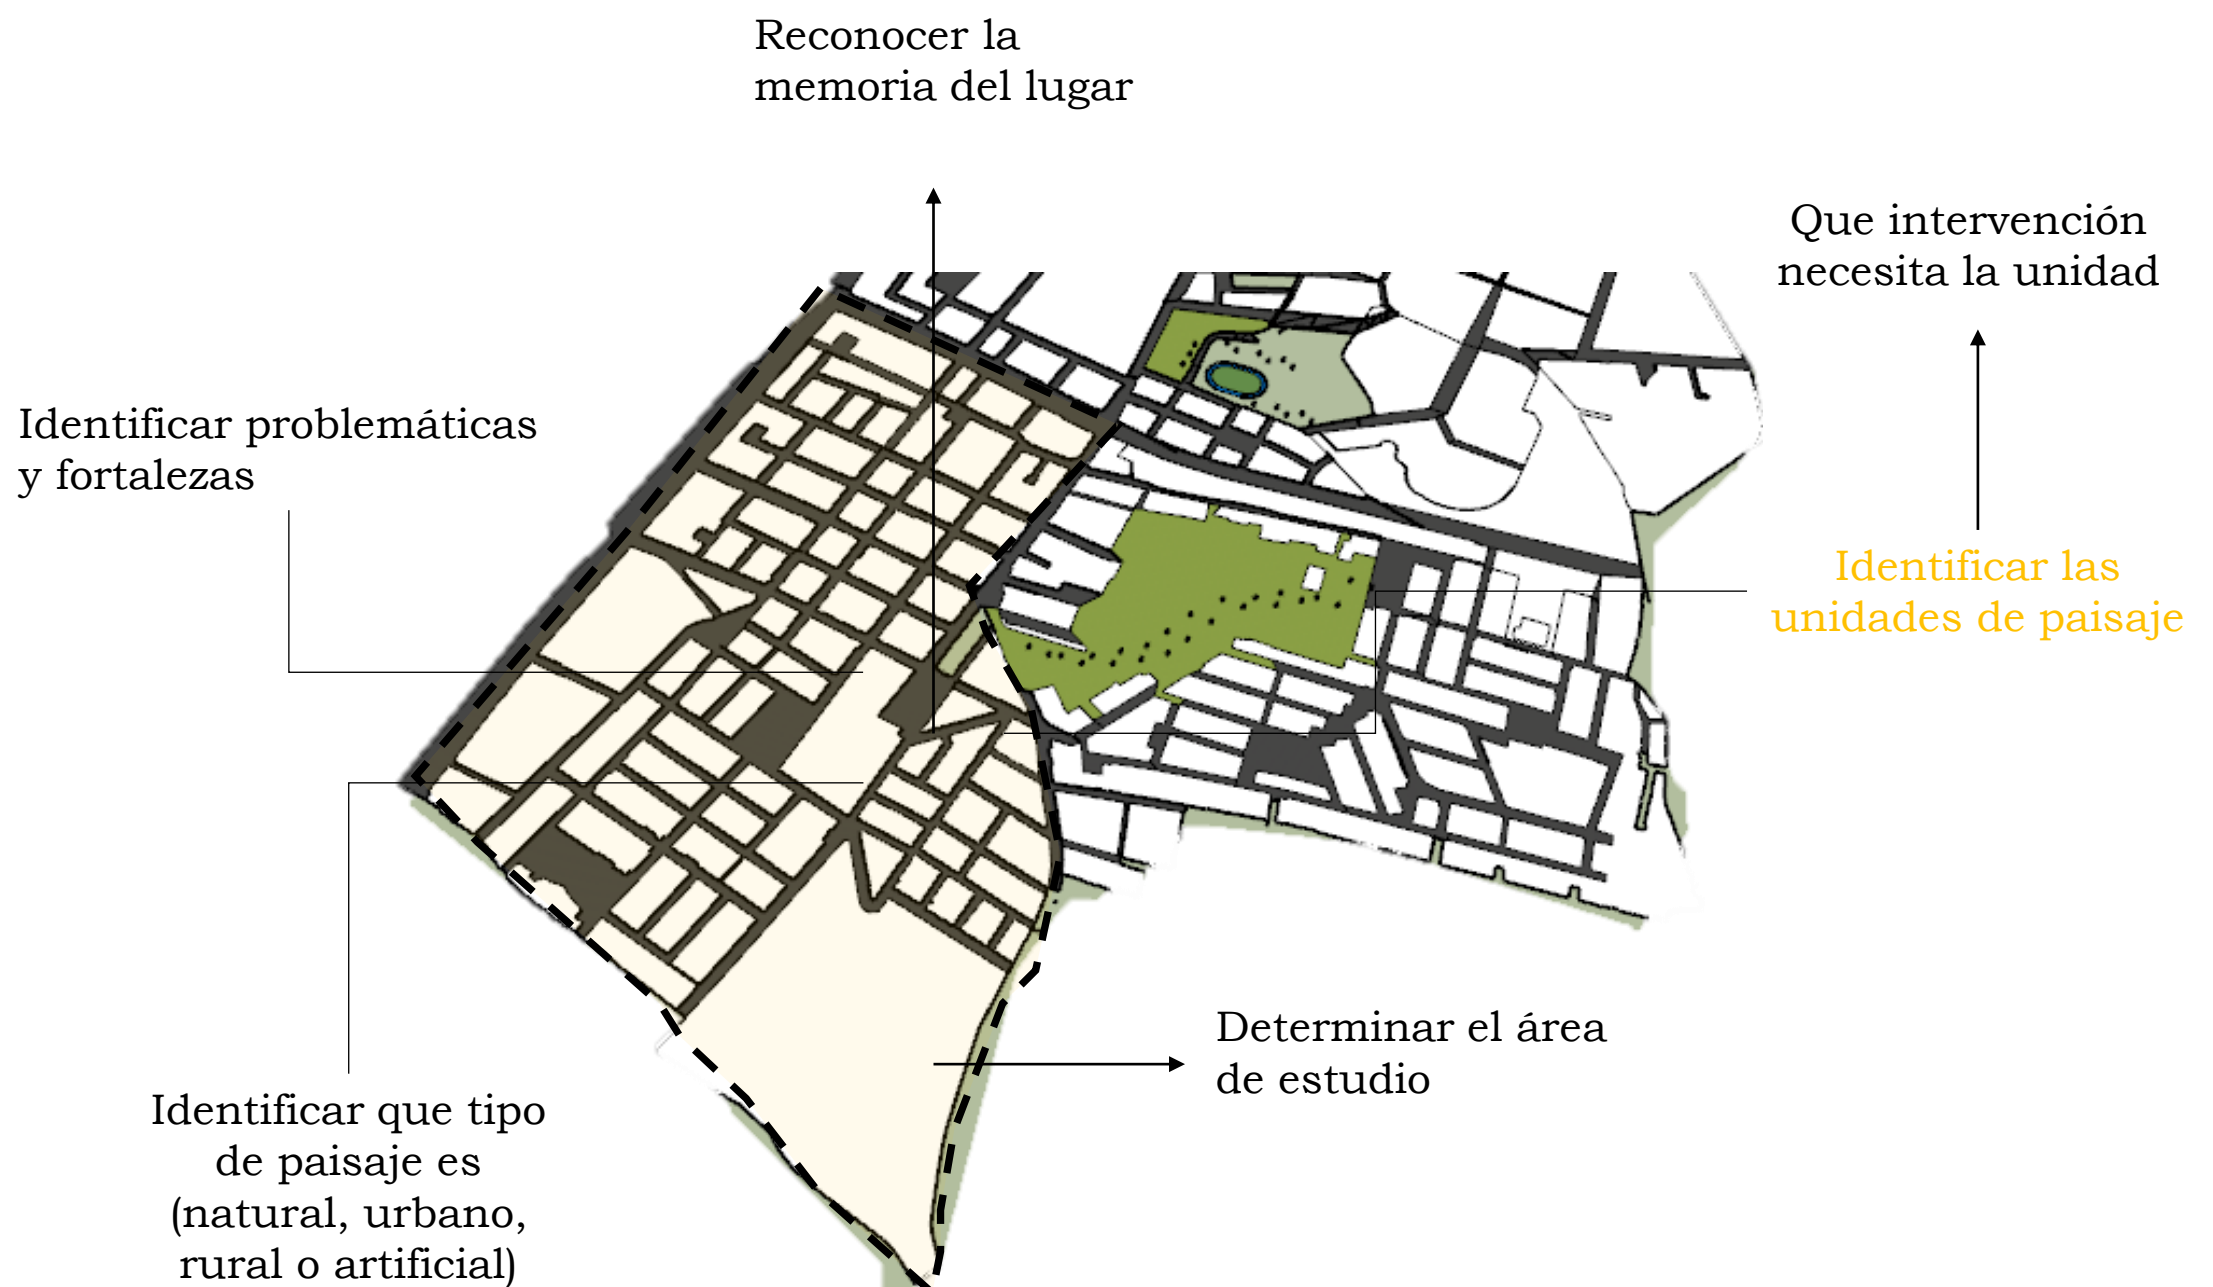 Reconocer la
memoria del lugar
Que intervención
necesita la unidad
Identificar problemáticas
y fortalezas
Identificar las
unidades de paisaje
Determinar el área
de estudio
Identificar que tipo
de paisaje es
(natural, urbano,
rural o artificial)